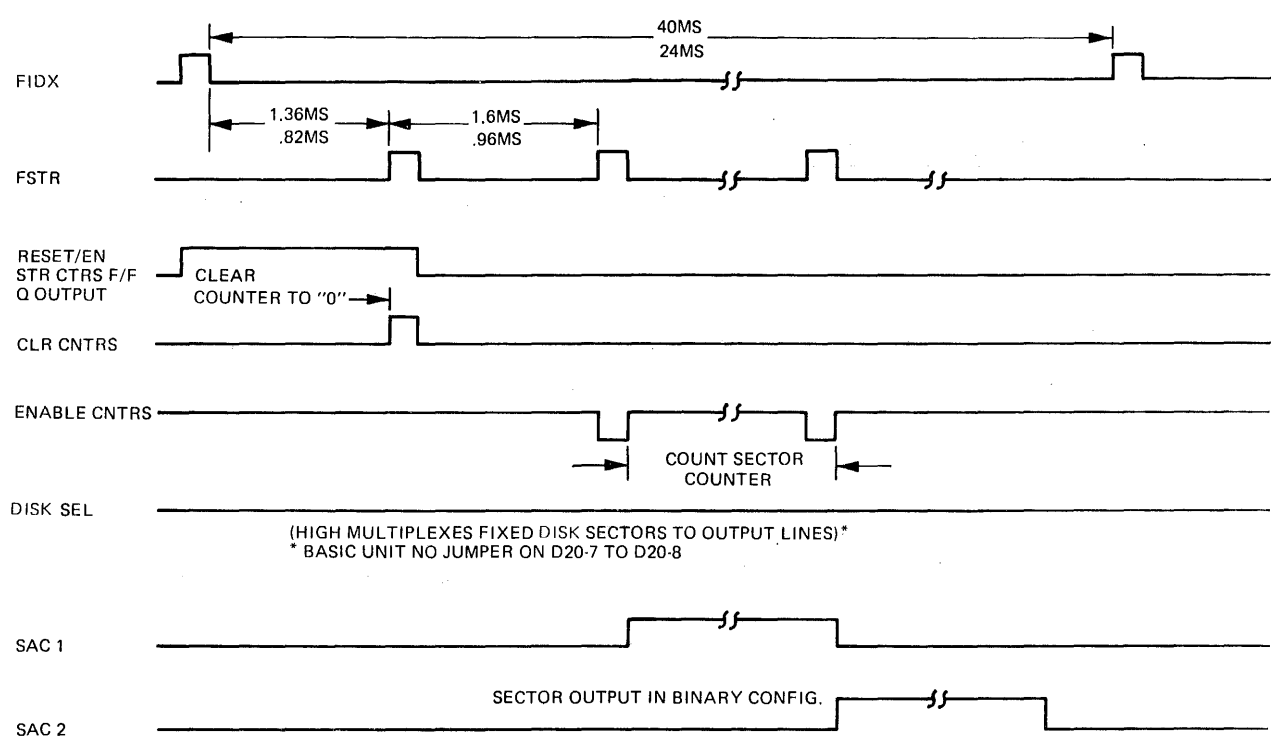 40MS
24MS
FIDX
1.36MS
.82MS
1.6MS
.96MS
FSTR
RESET/EN
STR CTRS F/F
Q OUTPUT
CLEAR
COUNTER TO "0"
CLR CNTRS
ENABLE CNTRS
COUNT SECTOR
COUNTER
DISK SEL
(HIGH MULTIPLEXES FIXED DISK SECTORS TO OUTPUT LINES)*
* BASIC UNIT NO JUMPER ON D20-7 TO D20-8
SAC 1
SECTOR OUTPUT IN BINARY CONFIG.
SAC 2